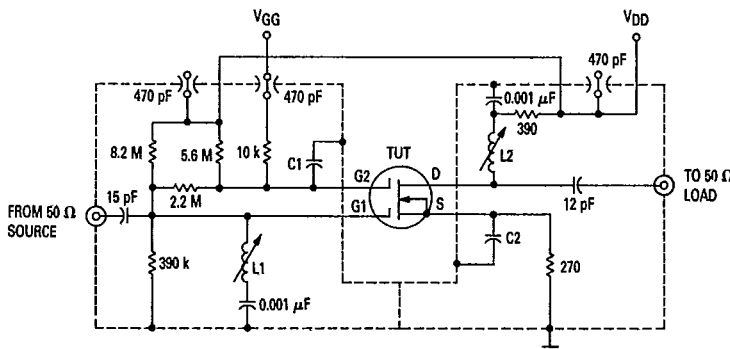 VGG
VDD
470 pF
470 pF
470 pF
0.001 µF
390
8.2 M
5.6 M
10 k
C1
TUT
L2
G2
D
2.2 M
G1
S
15 pF
12 pF
FROM 50 Ω
SOURCE
TO 50 Ω
LOAD
390 k
L1
C2
270
0.001 µF